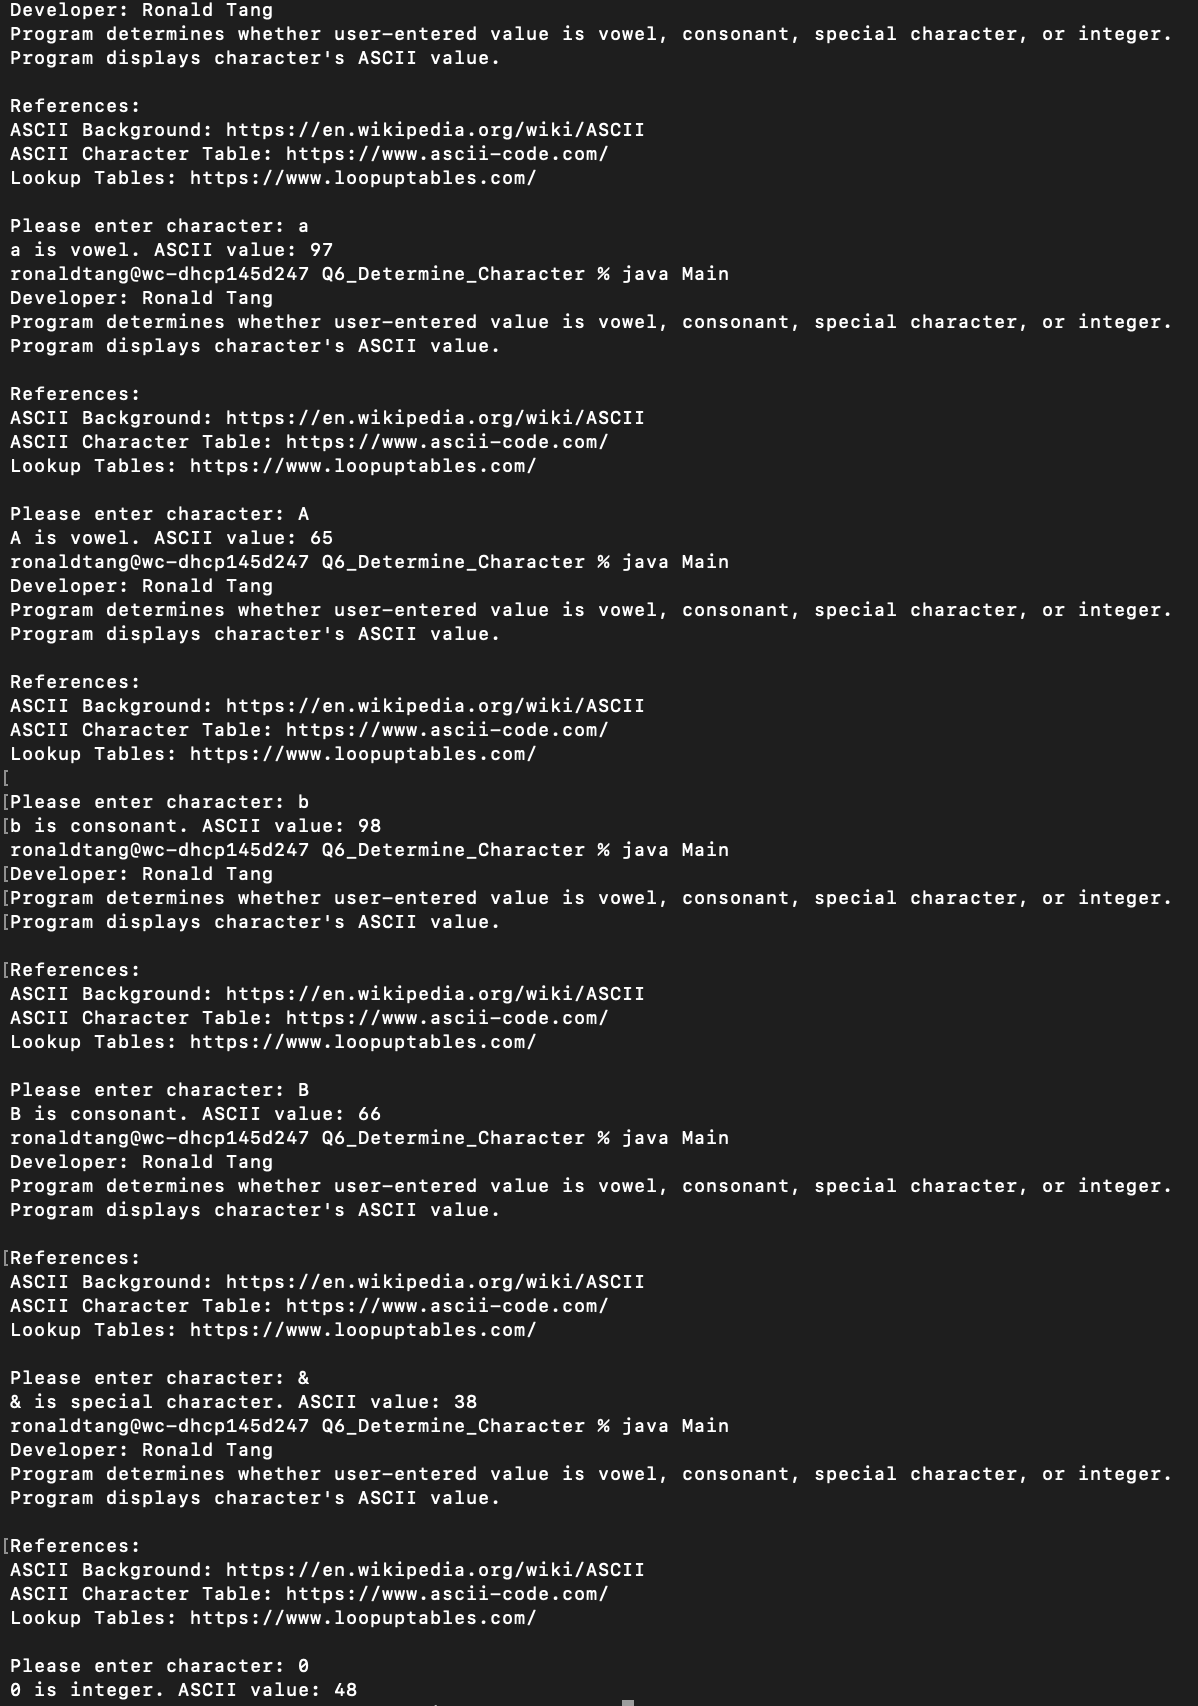 Developer: Ronald Tang
Program determines whether user-entered value is vowel, consonant, special character, or integer.
Program displays character's ASCII value.
References:
ASCII Background: https://en.wikipedia.org/wiki/ASCII
ASCII Character Table: https://www.ascii-code.com/
Lookup Tables: https://www.loopuptables.com/
Please enter character: a
a is vowel. ASCII value: 97
ronaldtang@wc-dhcp145d247 Q6_Determine_Character % java Main
Developer: Ronald Tang
Program determines whether user-entered value is vowel, consonant, special character, or integer.
Program displays character's ASCII value.
References:
ASCII Background: https://en.wikipedia.org/wiki/ASCII
ASCII Character Table: https://www.ascii-code.com/
Lookup Tables: https://www.loopuptables.com/
Please enter character: A
A is vowel. ASCII value: 65
ronaldtang@wc-dhcp145d247 Q6_Determine_Character % java Main
Developer: Ronald Tang
Program determines whether user-entered value is vowel, consonant, special character, or integer.
Program displays character's ASCII value.
References:
ASCII Background: https://en.wikipedia.org/wiki/ASCII
ASCII Character Table: https://www.ascii-code.com/
Lookup Tables: https://www.loopuptables.com/
[
[Please enter character: b
[b is consonant. ASCII value: 98
ronaldtang@wc-dhcp145d247 Q6_Determine_Character % java Main
[Developer: Ronald Tang
[Program determines whether user-entered value is vowel, consonant, special character, or integer.
[Program displays character's ASCII value.
[References:
ASCII Background: https://en.wikipedia.org/wiki/ASCII
ASCII Character Table: https://www.ascii-code.com/
Lookup Tables: https://www.loopuptables.com/
Please enter character: B
B is consonant. ASCII value: 66
ronaldtang@wc-dhcp145d247 Q6_Determine_Character % java Main
Developer: Ronald Tang
Program determines whether user-entered value is vowel, consonant, special character, or integer.
Program displays character's ASCII value.
[References:
ASCII Background: https://en.wikipedia.org/wiki/ASCII
ASCII Character Table: https://www.ascii-code.com/
Lookup Tables: https://www.loopuptables.com/
Please enter character: &
& is special character. ASCII value: 38
ronaldtang@wc-dhcp145d247 Q6_Determine_Character % java Main
Developer: Ronald Tang
Program determines whether user-entered value is vowel, consonant, special character, or integer.
Program displays character's ASCII value.
[References:
ASCII Background: https://en.wikipedia.org/wiki/ASCII
ASCII Character Table: https://www.ascii-code.com/
Lookup Tables: https://www.loopuptables.com/
Please enter character: 0
0 is integer. ASCII value: 48